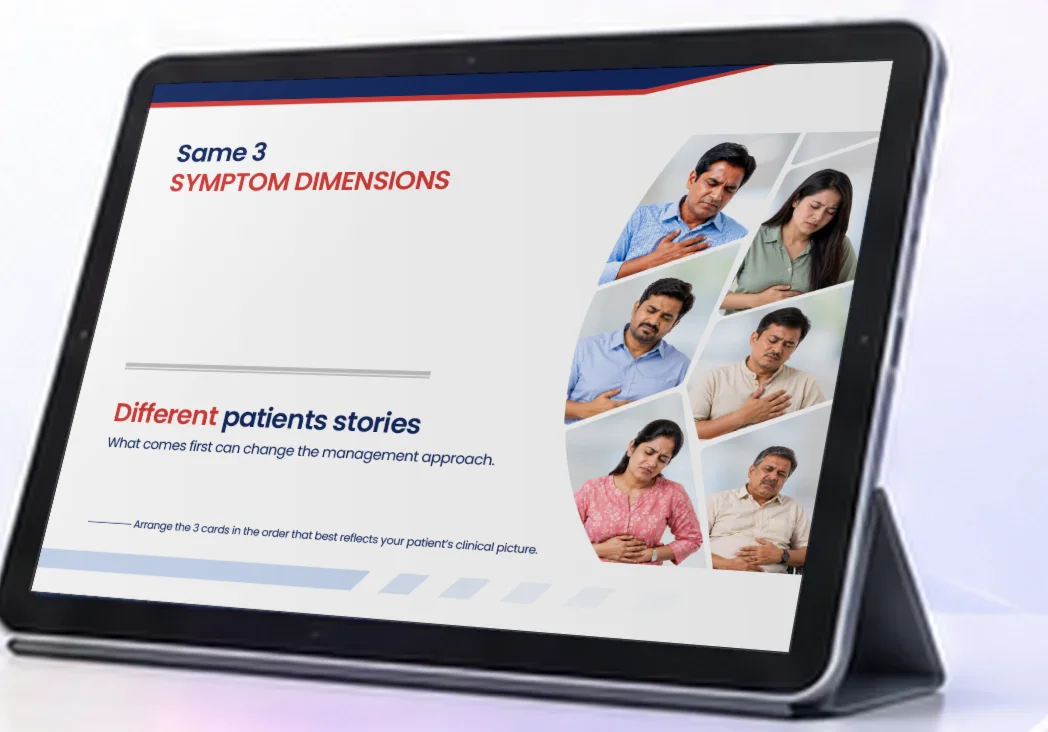 Same 3
SYMPTOM DIMENSIONS
Different patients stories
What comes first can change the management approach.
Arrange the 3 cards in the order that best reflects your patient's clinical picture.